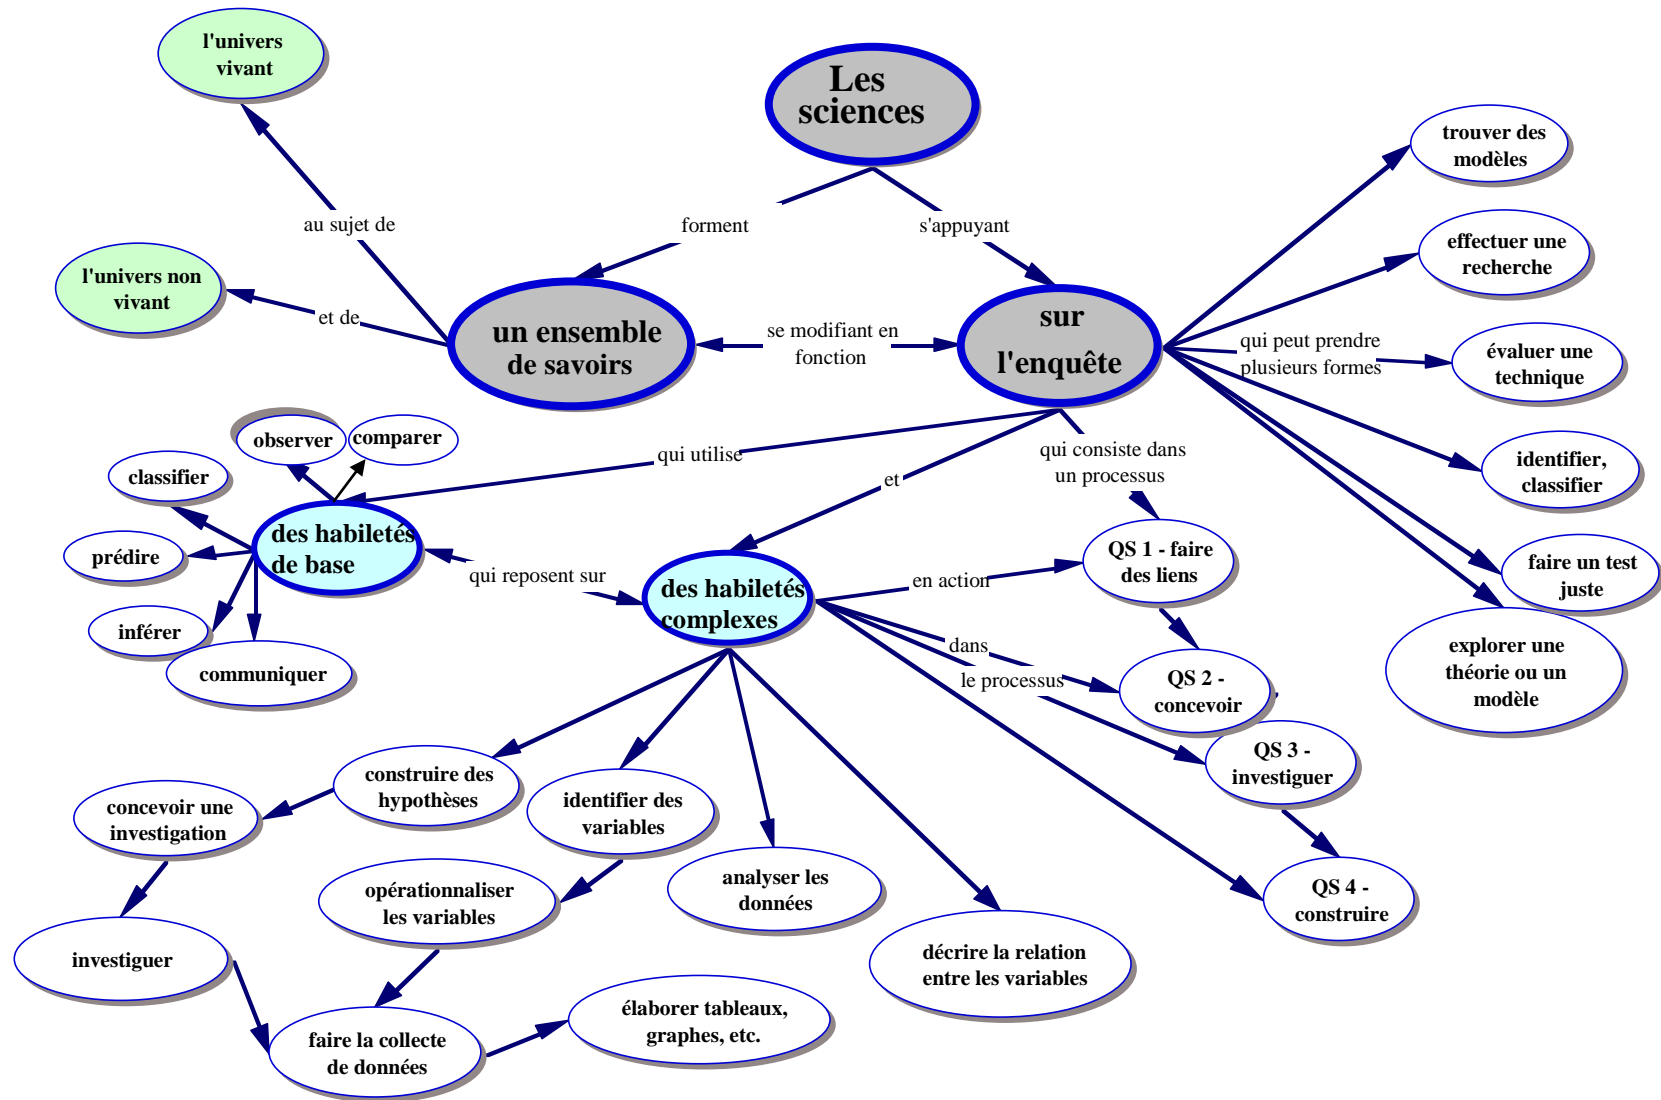 l'univers
vivant
Les
sciences
trouver des
modèles
au sujet de
forment
s'appuyant
effectuer une
recherche
l'univers non
vivant
et de
un ensemble
de savoirs
se modifiant en
fonction
sur
l'enquête
qui peut prendre
plusieurs formes
évaluer une
technique
observer
comparer
classifier
qui utilise
et
qui consiste dans
un processus
identifier,
classifier
des habiletés
de base
prédire
inférer
communiquer
qui reposent sur
des habiletés
complexes
en action
QS 1 - faire
des liens
faire un test
juste
dans
le processus
QS 2 -
concevoir
explorer une
théorie ou un
modèle
QS 3 -
investiguer
construire des
hypothèses
identifier des
variables
concevoir une
investigation
opérationnaliser
les variables
analyser les
données
QS 4 -
construire
investiguer
décrire la relation
entre les variables
faire la collecte
de données
élaborer tableaux,
graphes, etc.